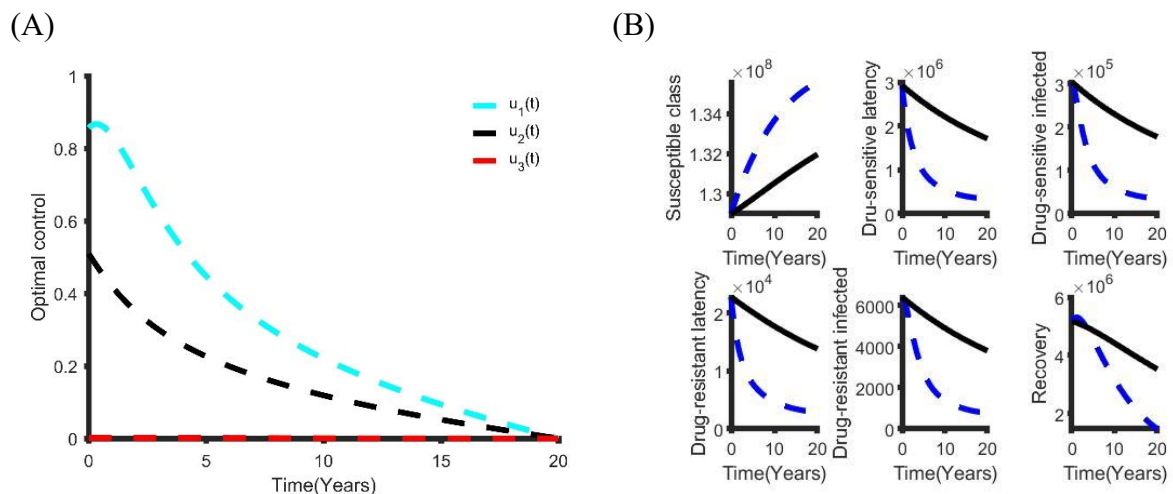 (A)
1
0.8
0.6
0.4
0.2
0
Optimal control
0
5
10
15
20
Time(Years)
u1(t)
u2(t)
u3(t)
(B)
×10^8
1.34
1.32
1.3
Susceptible class
0 10 20
Time(Years)
×10^6
3
2
1
0
Dru-sensitive latency
0 10 20
Time(Years)
×10^5
3
2
1
0
Drug-sensitive infected
0 10 20
Time(Years)
×10^4
2
1
0
Drug-resistant latency
0 10 20
Time(Years)
6000
4000
2000
0
Drug-resistant infected
0 10 20
Time(Years)
×10^6
6
4
2
Recovery
0 10 20
Time(Years)